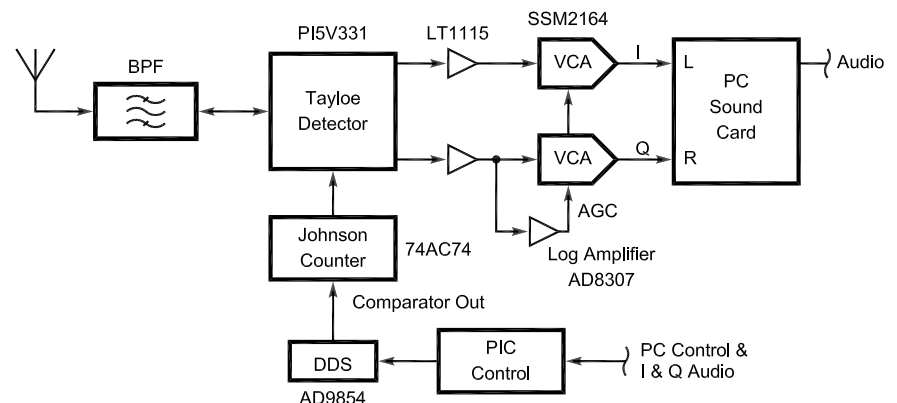 SSM2164
PI5V331
LT1115
BPF
Tayloe
Detector
VCA
I
L
PC
Sound
Card
Audio
VCA
Q
R
AGC
Johnson
Counter
74AC74
Log Amplifier
AD8307
Comparator Out
DDS
AD9854
PIC
Control
PC Control &
I & Q Audio